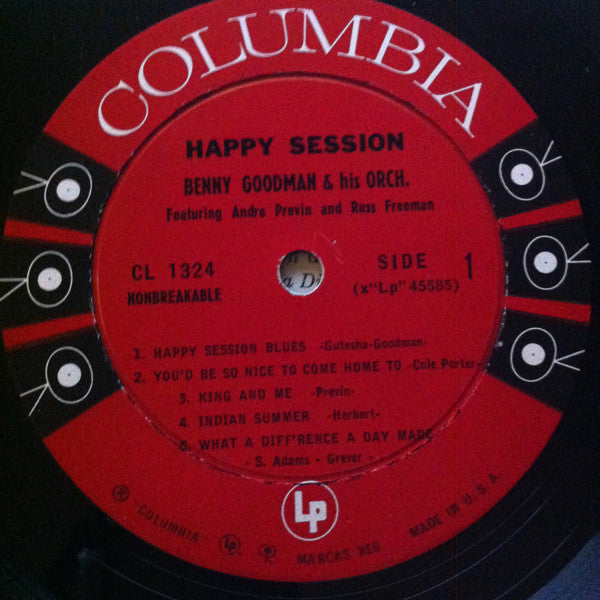 COLUMBIA
HAPPY SESSION
BENNY GOODMAN & his ORCH.
Featuring Andre Previn and Russ Freeman
CL 1324
NONBREAKABLE
SIDE 1
(x"Lp" 45585)
1. HAPPY SESSION BLUES -Gutesha-Goodman-
2. YOU'D BE SO NICE TO COME HOME TO -Cole Porter-
3. KING AND ME -Previn-
4. INDIAN SUMMER -Herbert-
5. WHAT A DIFF'RENCE A DAY MADE
- S. Adams - Grever -
Lp
® "COLUMBIA" MARCAS REG MADE IN U.S.A.